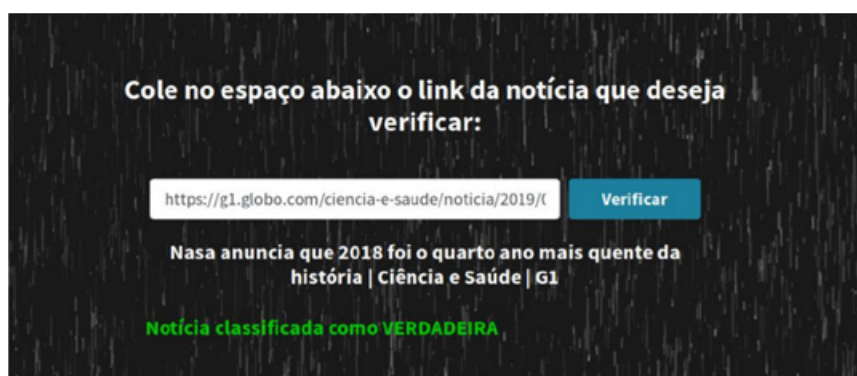 Cole no espaço abaixo o link da notícia que deseja
verificar:
https://g1.globo.com/ciencia-e-saude/noticia/2019/0
Verificar
Nasa anuncia que 2018 foi o quarto ano mais quente da
história | Ciência e Saúde | G1
Notícia classificada como VERDADEIRA